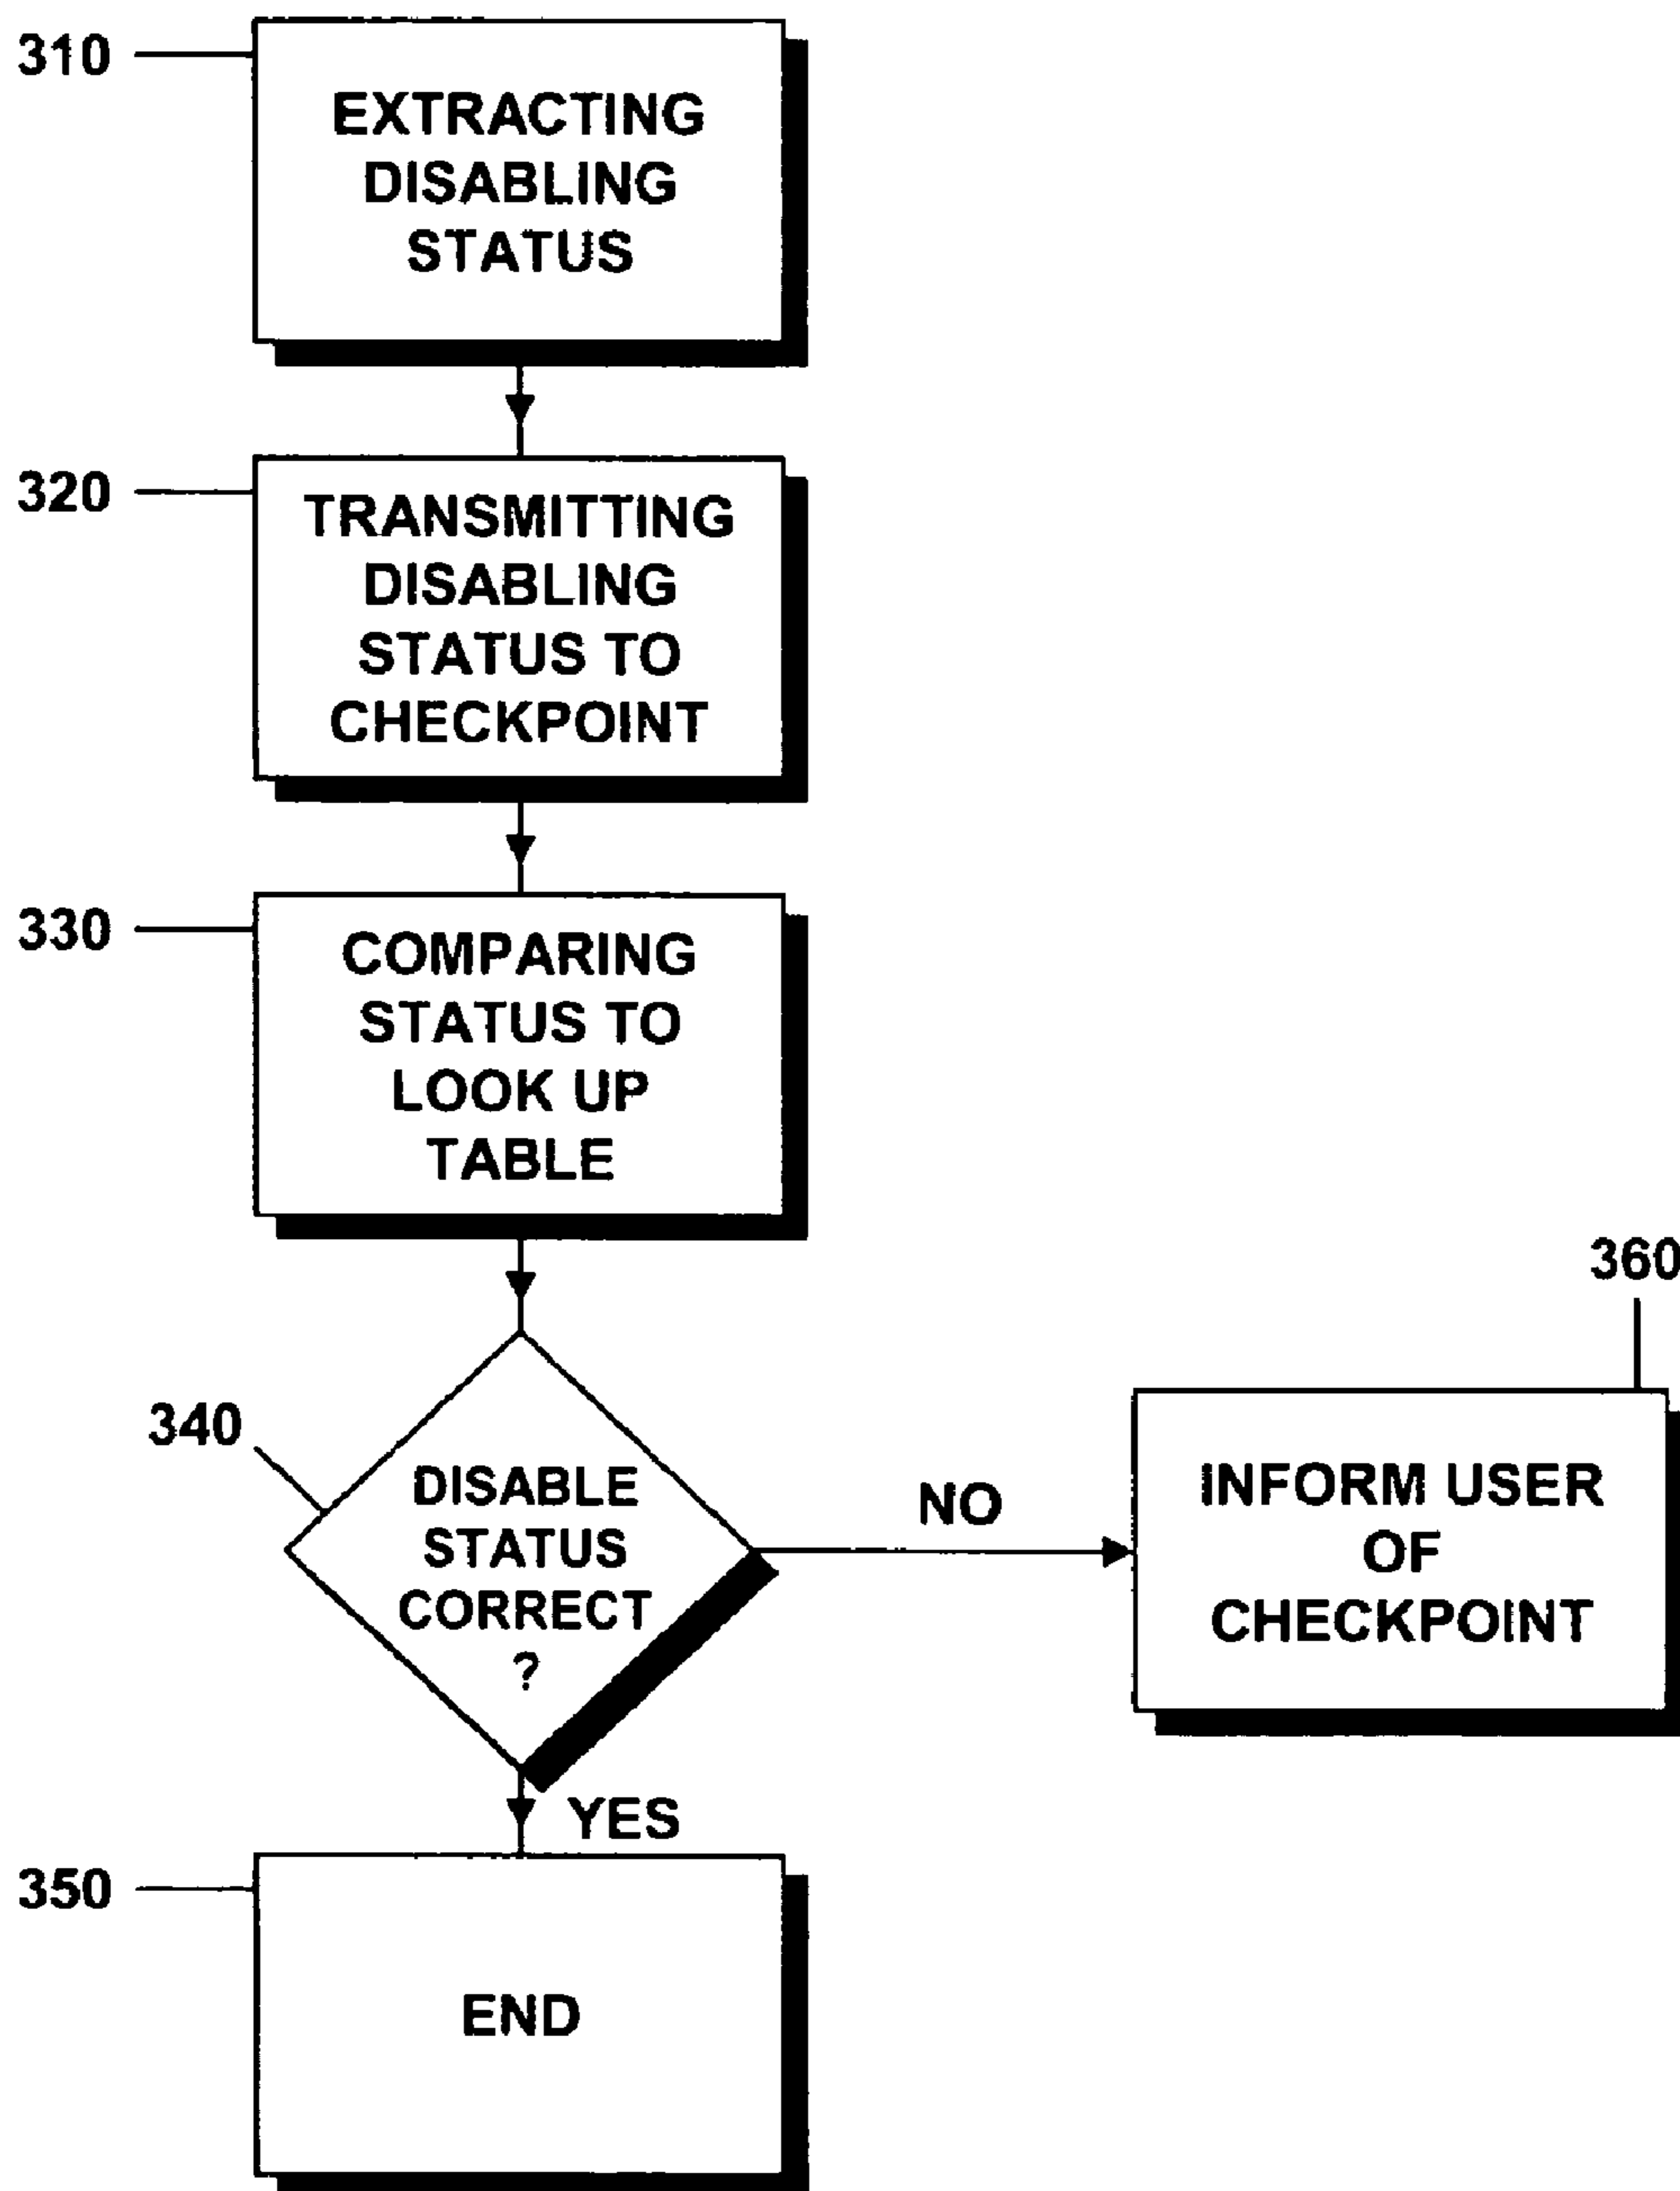 310
EXTRACTING
DISABLING
STATUS
320
TRANSMITTING
DISABLING
STATUS TO
CHECKPOINT
330
COMPARING
STATUS TO
LOOK UP
TABLE
340
DISABLE
STATUS
CORRECT
?
NO
360
INFORM USER
OF
CHECKPOINT
YES
350
END